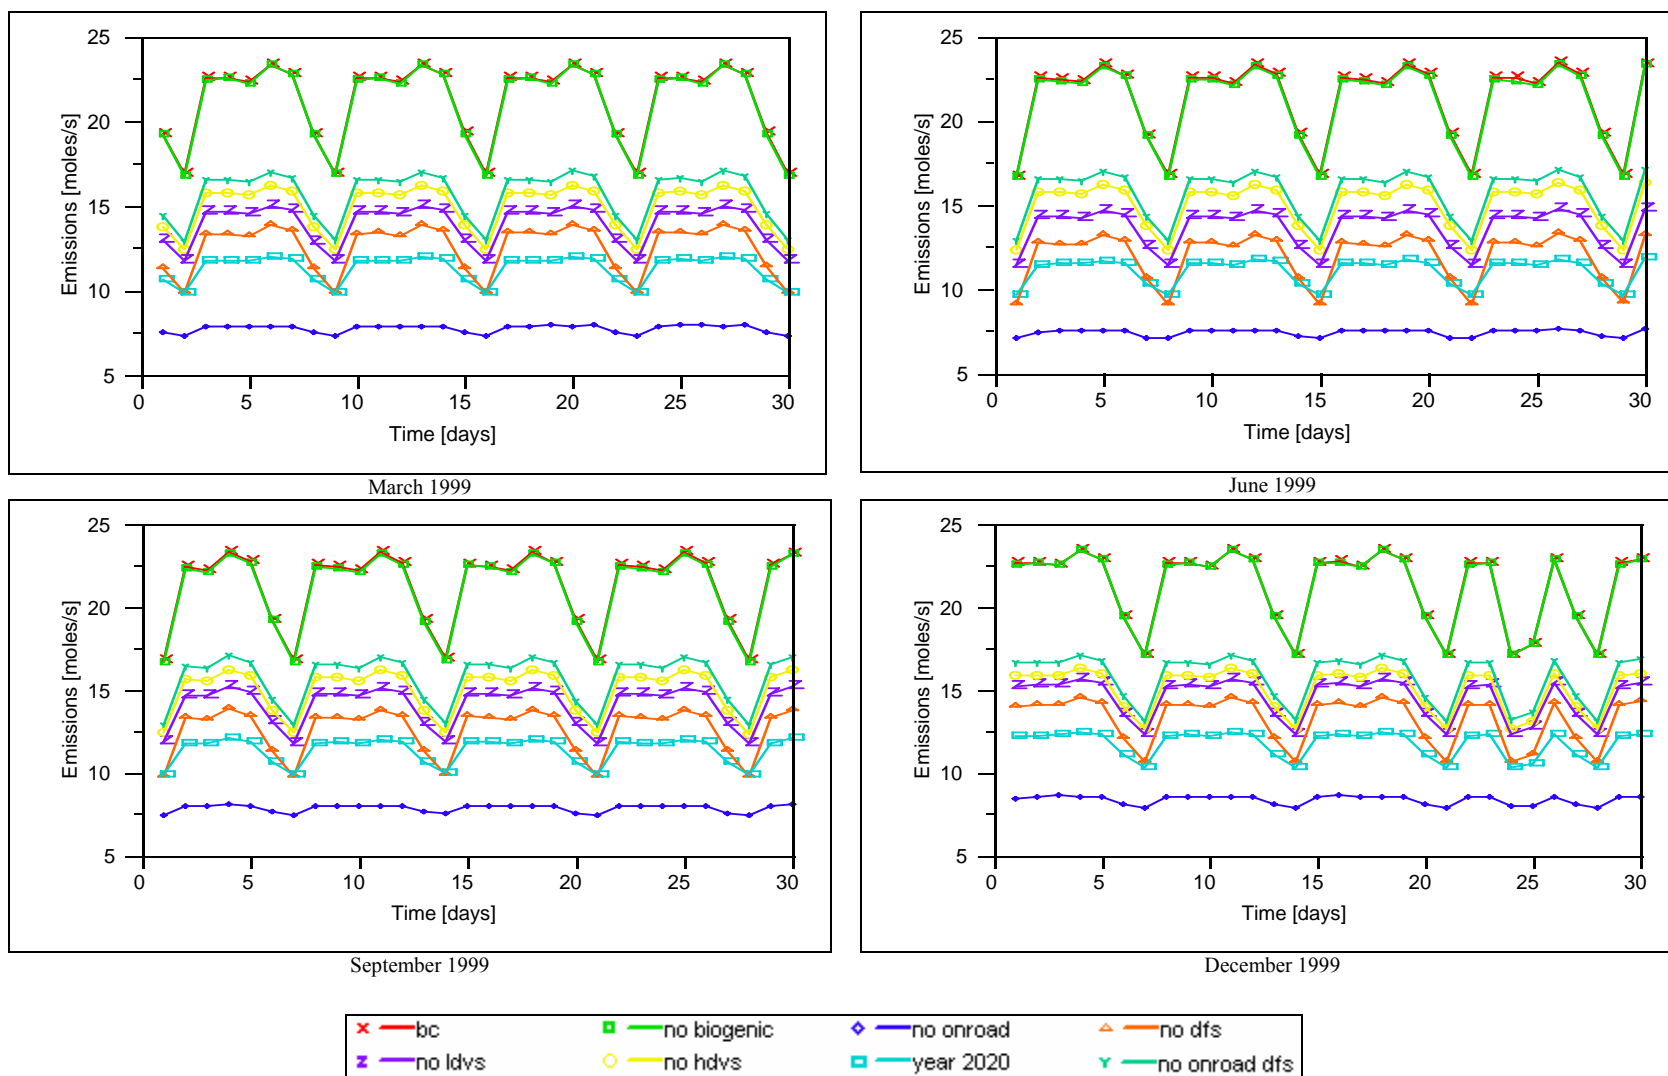 25
20
15
10
5
Emissions [moles/s]
0 5 10 15 20 25 30
Time [days]
March 1999
25
20
15
10
5
Emissions [moles/s]
0 5 10 15 20 25 30
Time [days]
June 1999
25
20
15
10
5
Emissions [moles/s]
0 5 10 15 20 25 30
Time [days]
September 1999
25
20
15
10
5
Emissions [moles/s]
0 5 10 15 20 25 30
Time [days]
December 1999
bc no biogenic no onroad no dfs
no ldvs no hdvs year 2020 no onroad dfs